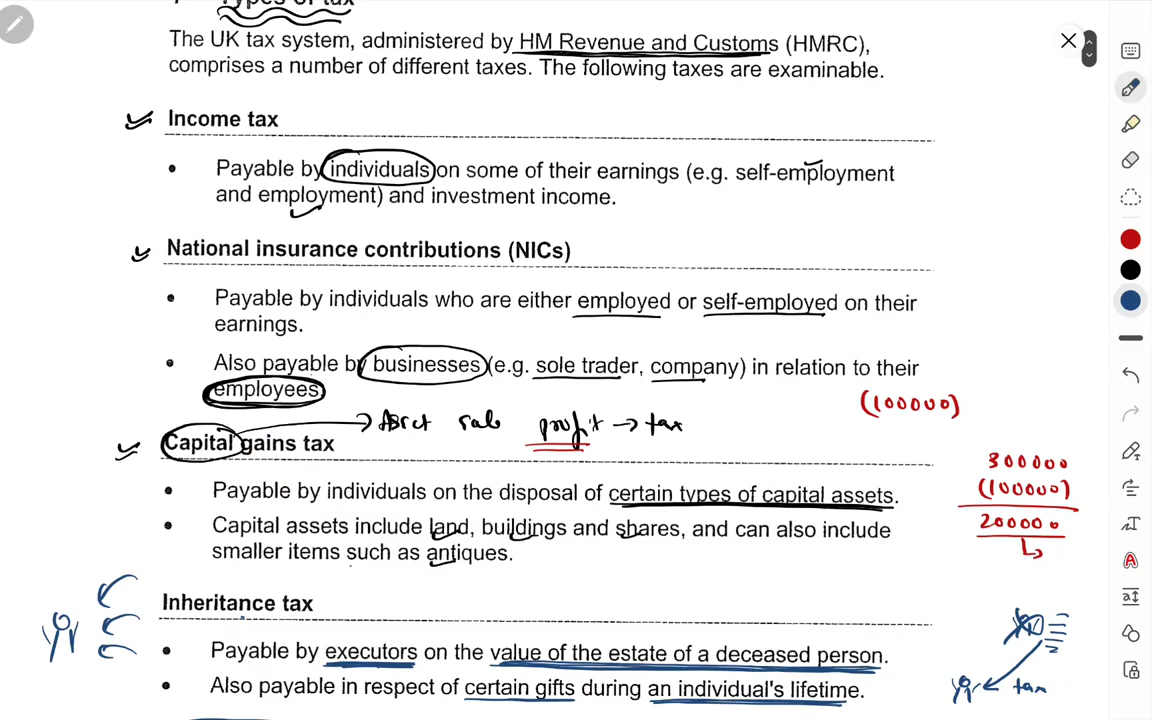 Types of tax
The UK tax system, administered by HM Revenue and Customs (HMRC),
comprises a number of different taxes. The following taxes are examinable.
Income tax
• Payable by individuals on some of their earnings (e.g. self-employment
and employment) and investment income.
National insurance contributions (NICs)
• Payable by individuals who are either employed or self-employed on their
earnings.
• Also payable by businesses (e.g. sole trader, company) in relation to their
employees.
(100000)
Asset sale profit → tax
Capital gains tax
300000
(100000)
200000
• Payable by individuals on the disposal of certain types of capital assets.
• Capital assets include land, buildings and shares, and can also include
smaller items such as antiques.
Inheritance tax
• Payable by executors on the value of the estate of a deceased person.
• Also payable in respect of certain gifts during an individual's lifetime.
tax